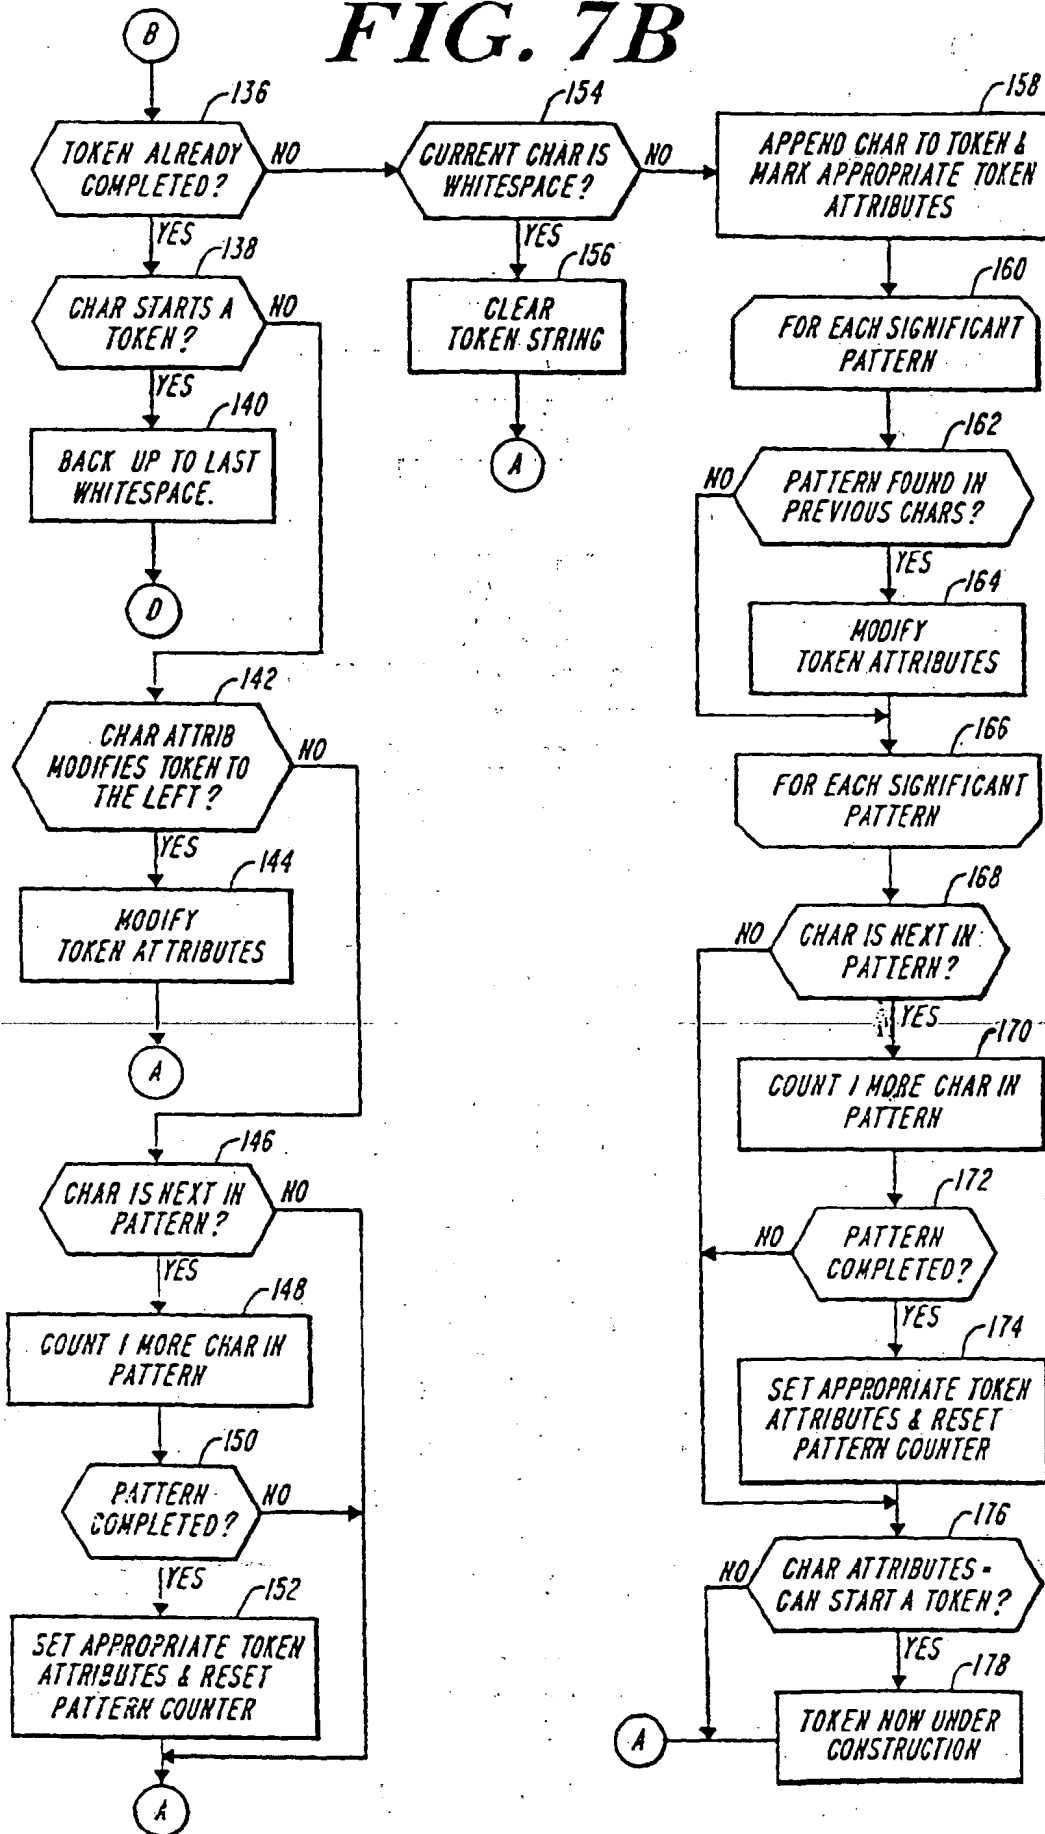 FIG. 7B
B
136
TOKEN ALREADY
COMPLETED?
NO
YES
138
CHAR STARTS A
TOKEN?
NO
YES
140
BACK UP TO LAST
WHITESPACE.
D
142
CHAR ATTRIB
MODIFIES TOKEN TO
THE LEFT?
NO
YES
144
MODIFY
TOKEN ATTRIBUTES
A
146
CHAR IS NEXT IN
PATTERN?
NO
YES
148
COUNT 1 MORE CHAR IN
PATTERN
150
PATTERN
COMPLETED?
NO
YES
152
SET APPROPRIATE TOKEN
ATTRIBUTES & RESET
PATTERN COUNTER
A
154
CURRENT CHAR IS
WHITESPACE?
NO
YES
156
CLEAR
TOKEN STRING
A
158
APPEND CHAR TO TOKEN &
MARK APPROPRIATE TOKEN
ATTRIBUTES
160
FOR EACH SIGNIFICANT
PATTERN
162
PATTERN FOUND IN
PREVIOUS CHARS?
NO
YES
164
MODIFY
TOKEN ATTRIBUTES
166
FOR EACH SIGNIFICANT
PATTERN
168
CHAR IS NEXT IN
PATTERN?
NO
YES
170
COUNT 1 MORE CHAR IN
PATTERN
172
PATTERN
COMPLETED?
NO
YES
174
SET APPROPRIATE TOKEN
ATTRIBUTES & RESET
PATTERN COUNTER
176
CHAR ATTRIBUTES =
CAN START A TOKEN?
NO
YES
178
TOKEN NOW UNDER
CONSTRUCTION
A